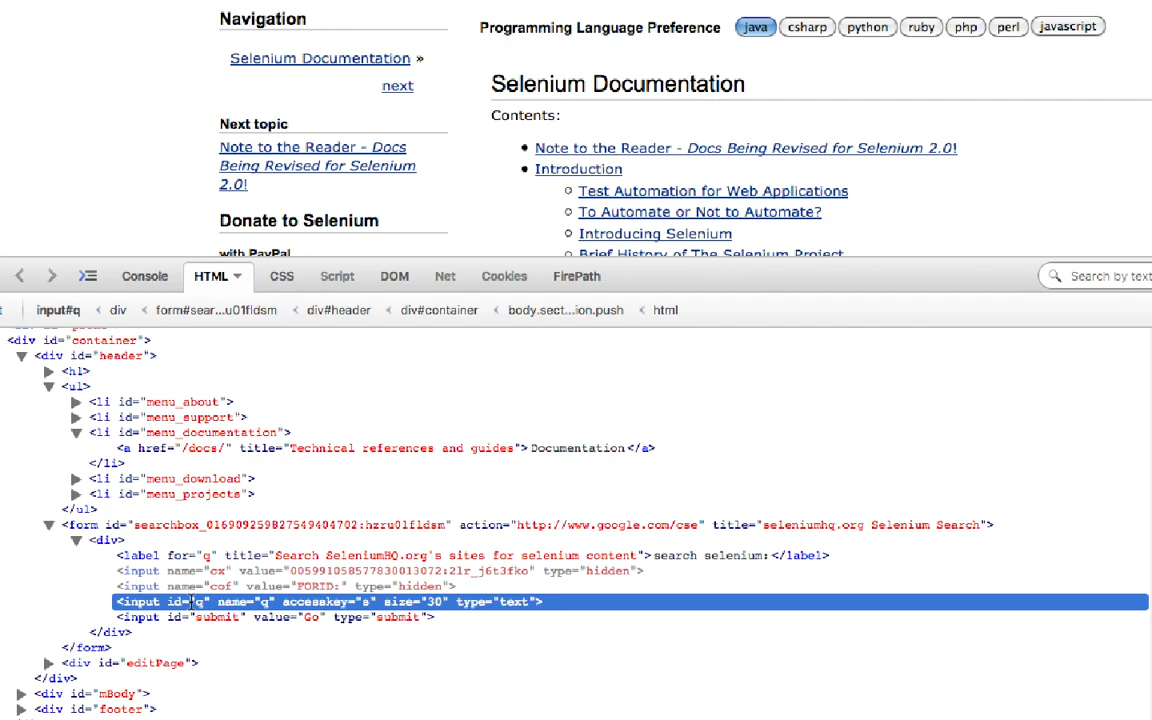 Navigation
Selenium Documentation »
next
Next topic
Note to the Reader - Docs
Being Revised for Selenium
2.0!
Donate to Selenium
with PayPal
Programming Language Preference java csharp python ruby php perl javascript
Selenium Documentation
Contents:
Note to the Reader - Docs Being Revised for Selenium 2.0!
Introduction
Test Automation for Web Applications
To Automate or Not to Automate?
Introducing Selenium
Brief History of The Selenium Project
Console HTML CSS Script DOM Net Cookies FirePath Search by text
input#q < div < form#sear...u01fldsm < div#header < div#container < body.sect...ion.push < html
<div id="container">
<div id="header">
<h1>
<ul>
<li id="menu_about">
<li id="menu_support">
<li id="menu_documentation">
<a href="/docs/" title="Technical references and guides">Documentation</a>
</li>
<li id="menu_download">
<li id="menu_projects">
</ul>
<form id="searchbox_016909259827549404702:hzru01fldsm" action="http://www.google.com/cse" title="seleniumhq.org Selenium Search">
<div>
<label for="q" title="Search SeleniumHQ.org's sites for selenium content">search selenium:</label>
<input name="cx" value="005991058577830013072:2lr_j6t3fko" type="hidden">
<input name="cof" value="FORID:" type="hidden">
<input id="q" name="q" accesskey="s" size="30" type="text">
<input id="submit" value="Go" type="submit">
</div>
</form>
<div id="editPage">
</div>
<div id="mBody">
<div id="footer">